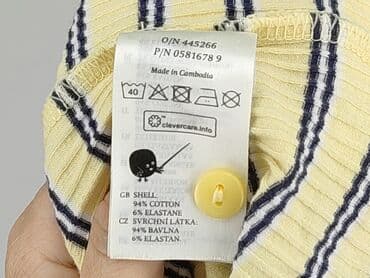 O/N 445266
P/N 0581678 9
Made in Cambodia
40
clevercare.info
GB SHELL:
94% COTTON
6% ELASTANE
CZ SVRCHNÍ LÁTKA:
94% BAVLNA
6% ELASTAN.